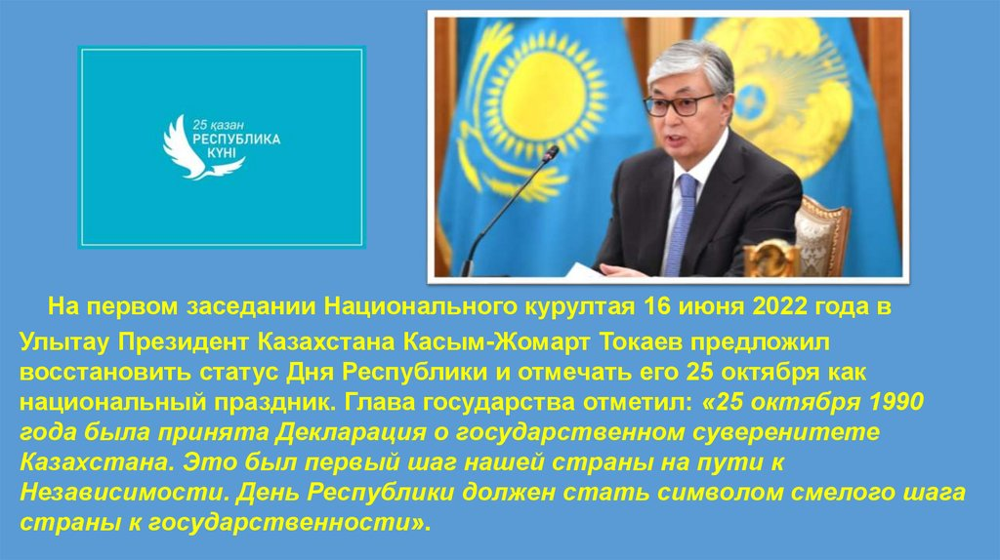 25 қазан
РЕСПУБЛИКА
КҮНІ
На первом заседании Национального курултая 16 июня 2022 года в
Улытау Президент Казахстана Касым-Жомарт Токаев предложил
восстановить статус Дня Республики и отмечать его 25 октября как
национальный праздник. Глава государства отметил: «25 октября 1990
года была принята Декларация о государственном суверенитете
Казахстана. Это был первый шаг нашей страны на пути к
Независимости. День Республики должен стать символом смелого шага
страны к государственности».